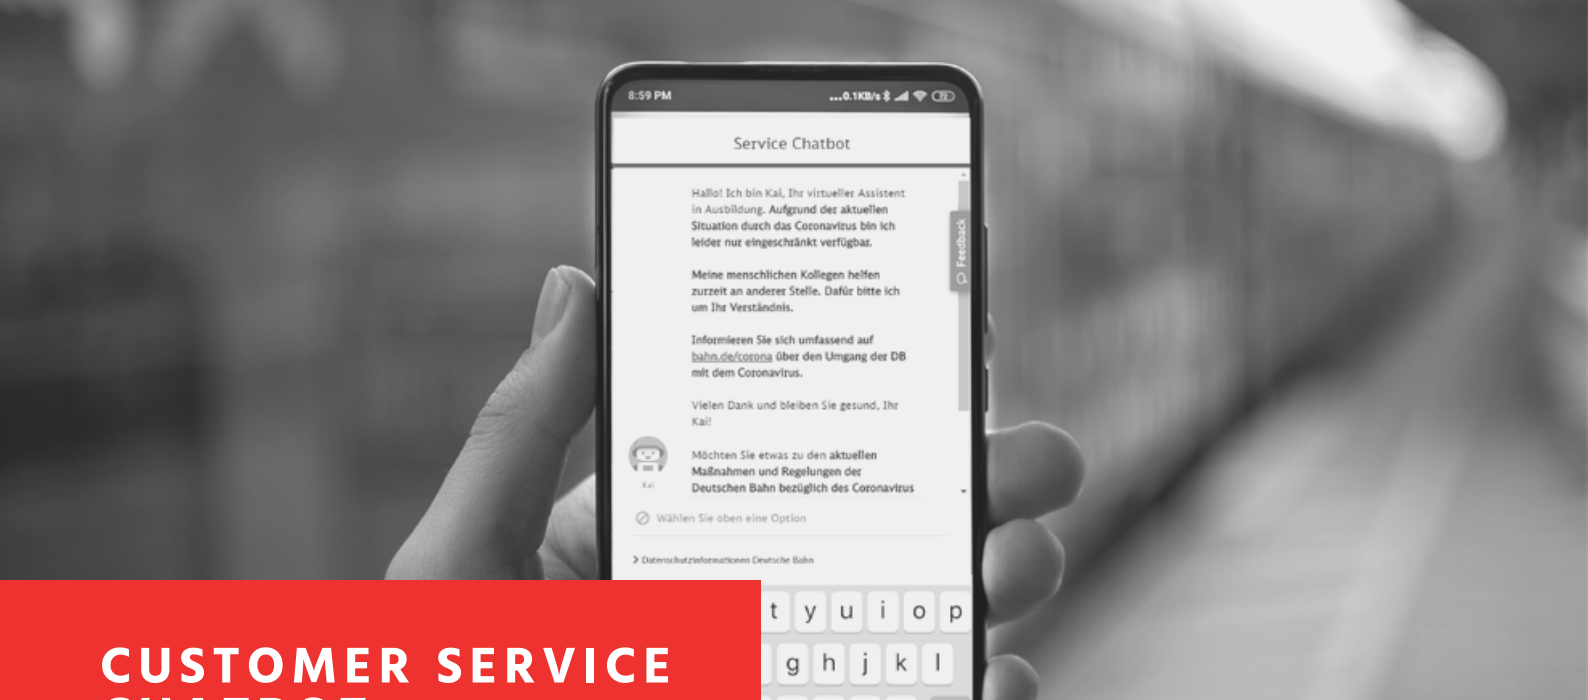 8:59 PM ...0.1KB/s 72
Service Chatbot
Hallo! Ich bin Kai, Ihr virtueller Assistent
in Ausbildung. Aufgrund der aktuellen
Situation durch das Coronavirus bin ich
leider nur eingeschränkt verfügbar.
Meine menschlichen Kollegen helfen
zurzeit an anderer Stelle. Dafür bitte ich
um Ihr Verständnis.
Informieren Sie sich umfassend auf
bahn.de/corona über den Umgang der DB
mit dem Coronavirus.
Vielen Dank und bleiben Sie gesund, Ihr
Kai!
Möchten Sie etwas zu den aktuellen
Maßnahmen und Regelungen der
Deutschen Bahn bezüglich des Coronavirus
Kai
Feedback
Wählen Sie oben eine Option
Datenschutzinformationen Deutsche Bahn
t y u i o p
g h j k l
CUSTOMER SERVICE
CHATBOT